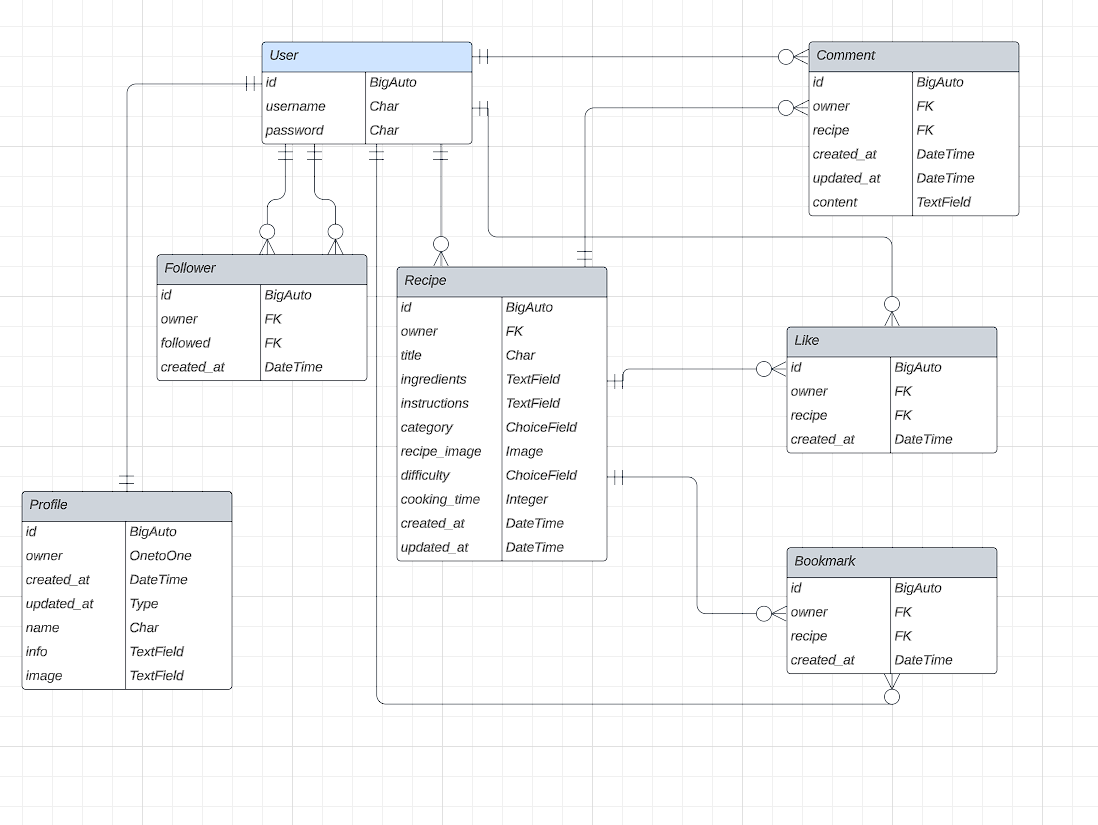 User
id BigAuto
username Char
password Char
Comment
id BigAuto
owner FK
recipe FK
created_at DateTime
updated_at DateTime
content TextField
Follower
id BigAuto
owner FK
followed FK
created_at DateTime
Recipe
id BigAuto
owner FK
title Char
ingredients TextField
instructions TextField
category ChoiceField
recipe_image Image
difficulty ChoiceField
cooking_time Integer
created_at DateTime
updated_at DateTime
Like
id BigAuto
owner FK
recipe FK
created_at DateTime
Profile
id BigAuto
owner OnetoOne
created_at DateTime
updated_at Type
name Char
info TextField
image TextField
Bookmark
id BigAuto
owner FK
recipe FK
created_at DateTime